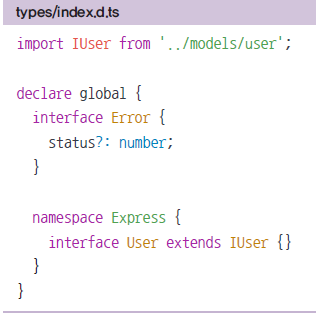 types/index.d.ts
import IUser from '../models/user';
declare global {
interface Error {
status?: number;
}
namespace Express {
interface User extends IUser {}
}
}